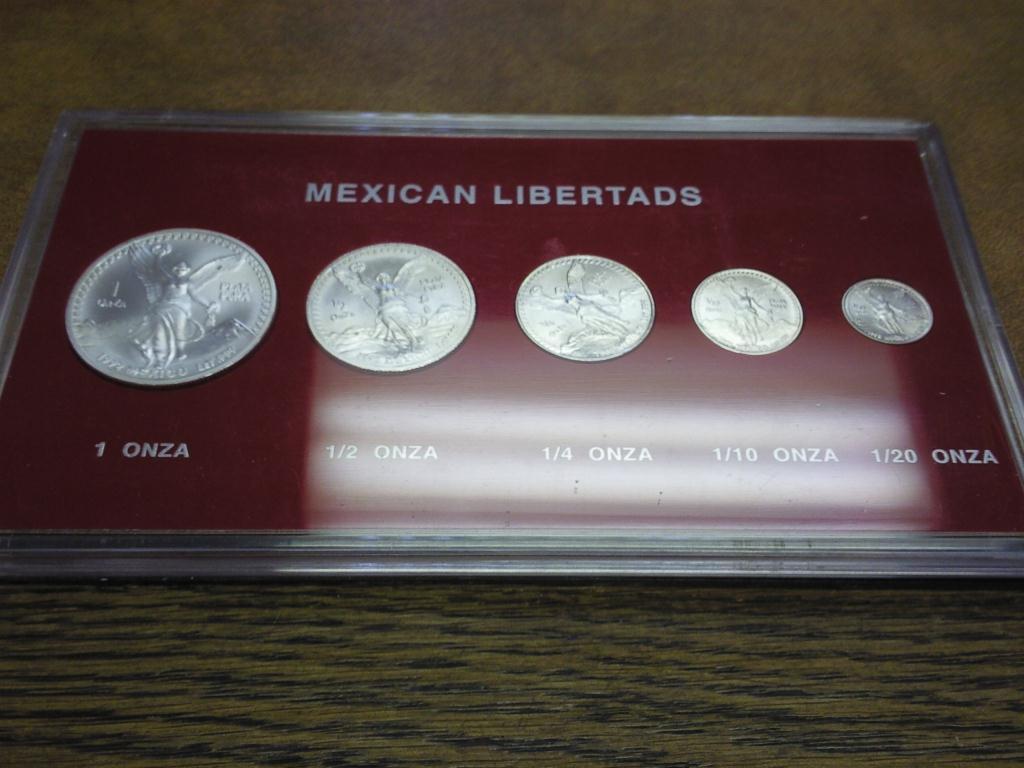 MEXICAN LIBERTADS
1 ONZA
1/2 ONZA
1/4 ONZA
1/10 ONZA
1/20 ONZA